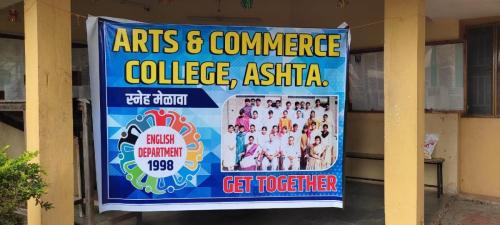 ARTS & COMMERCE
COLLEGE, ASHTA.
स्नेह मेळावा
ENGLISH
DEPARTMENT
1998
GET TOGETHER